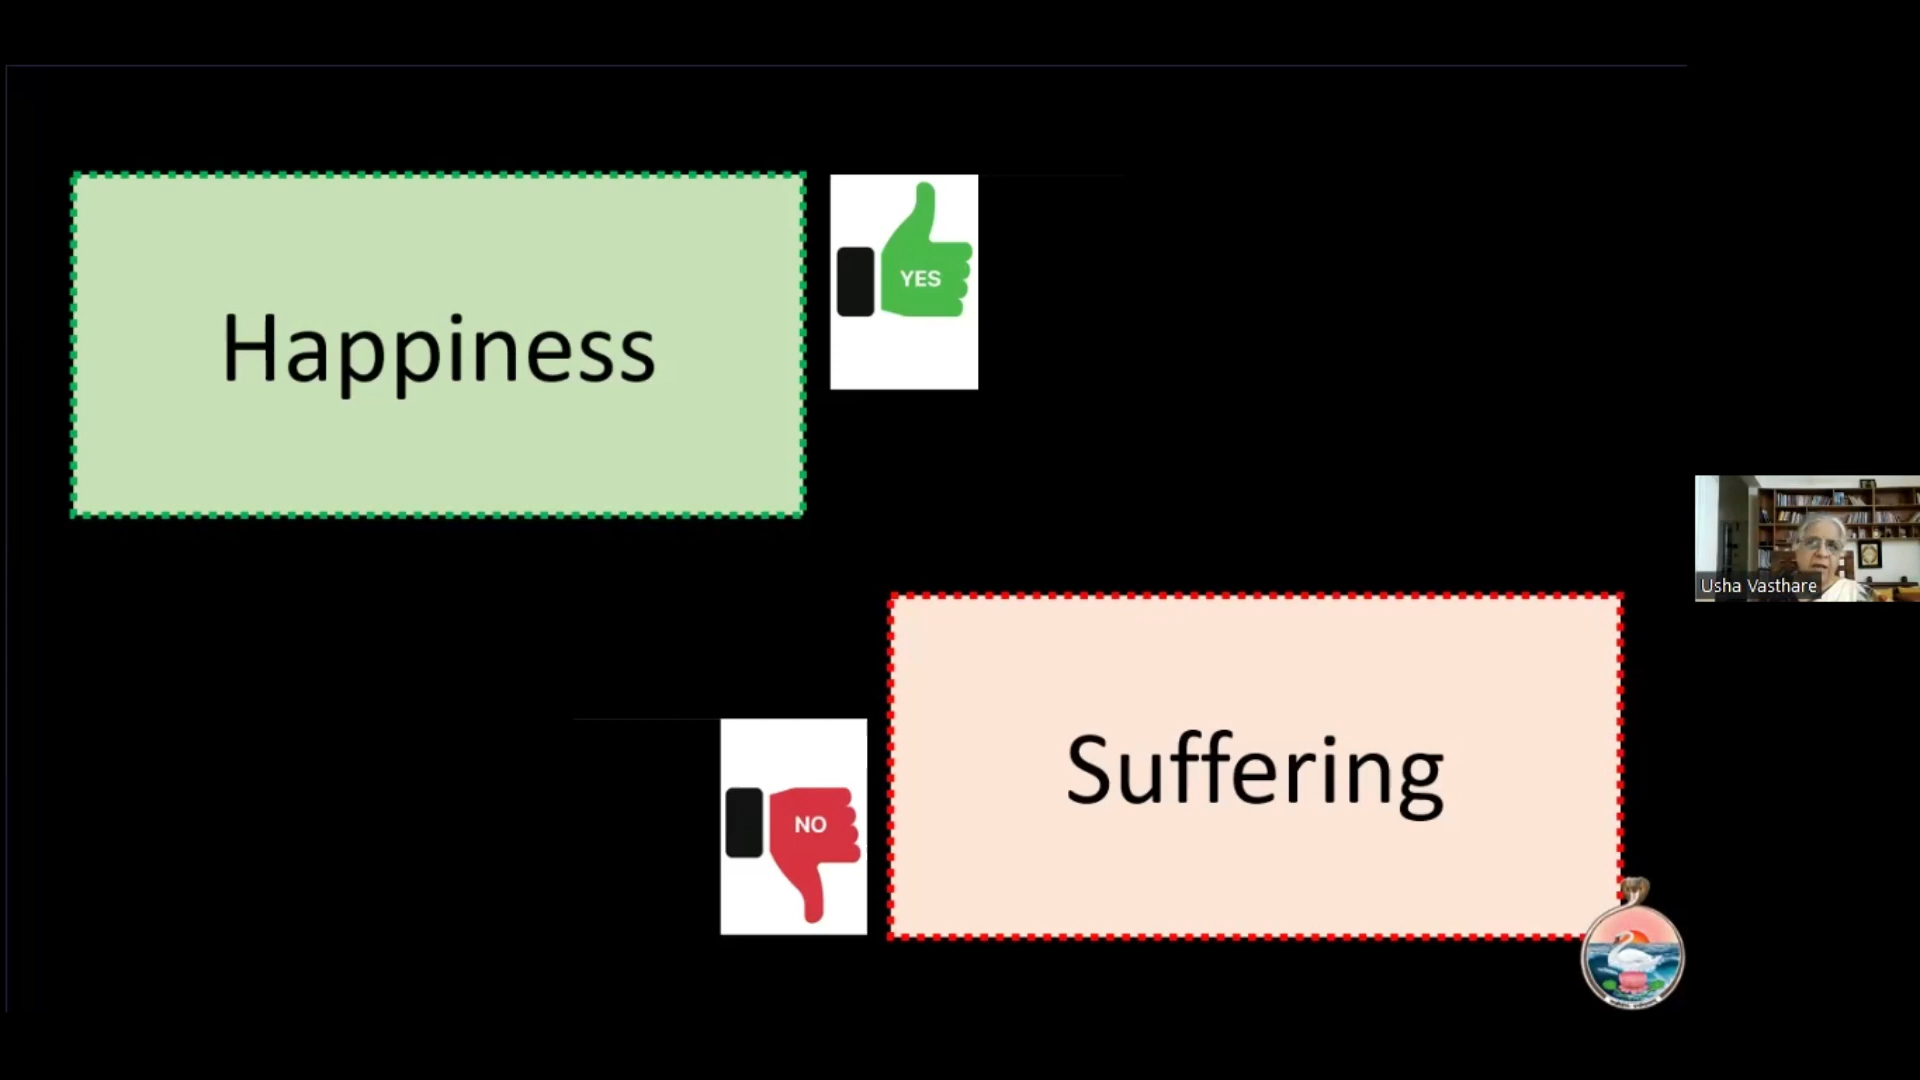 Happiness
YES
Usha Vasthare
Suffering
NO